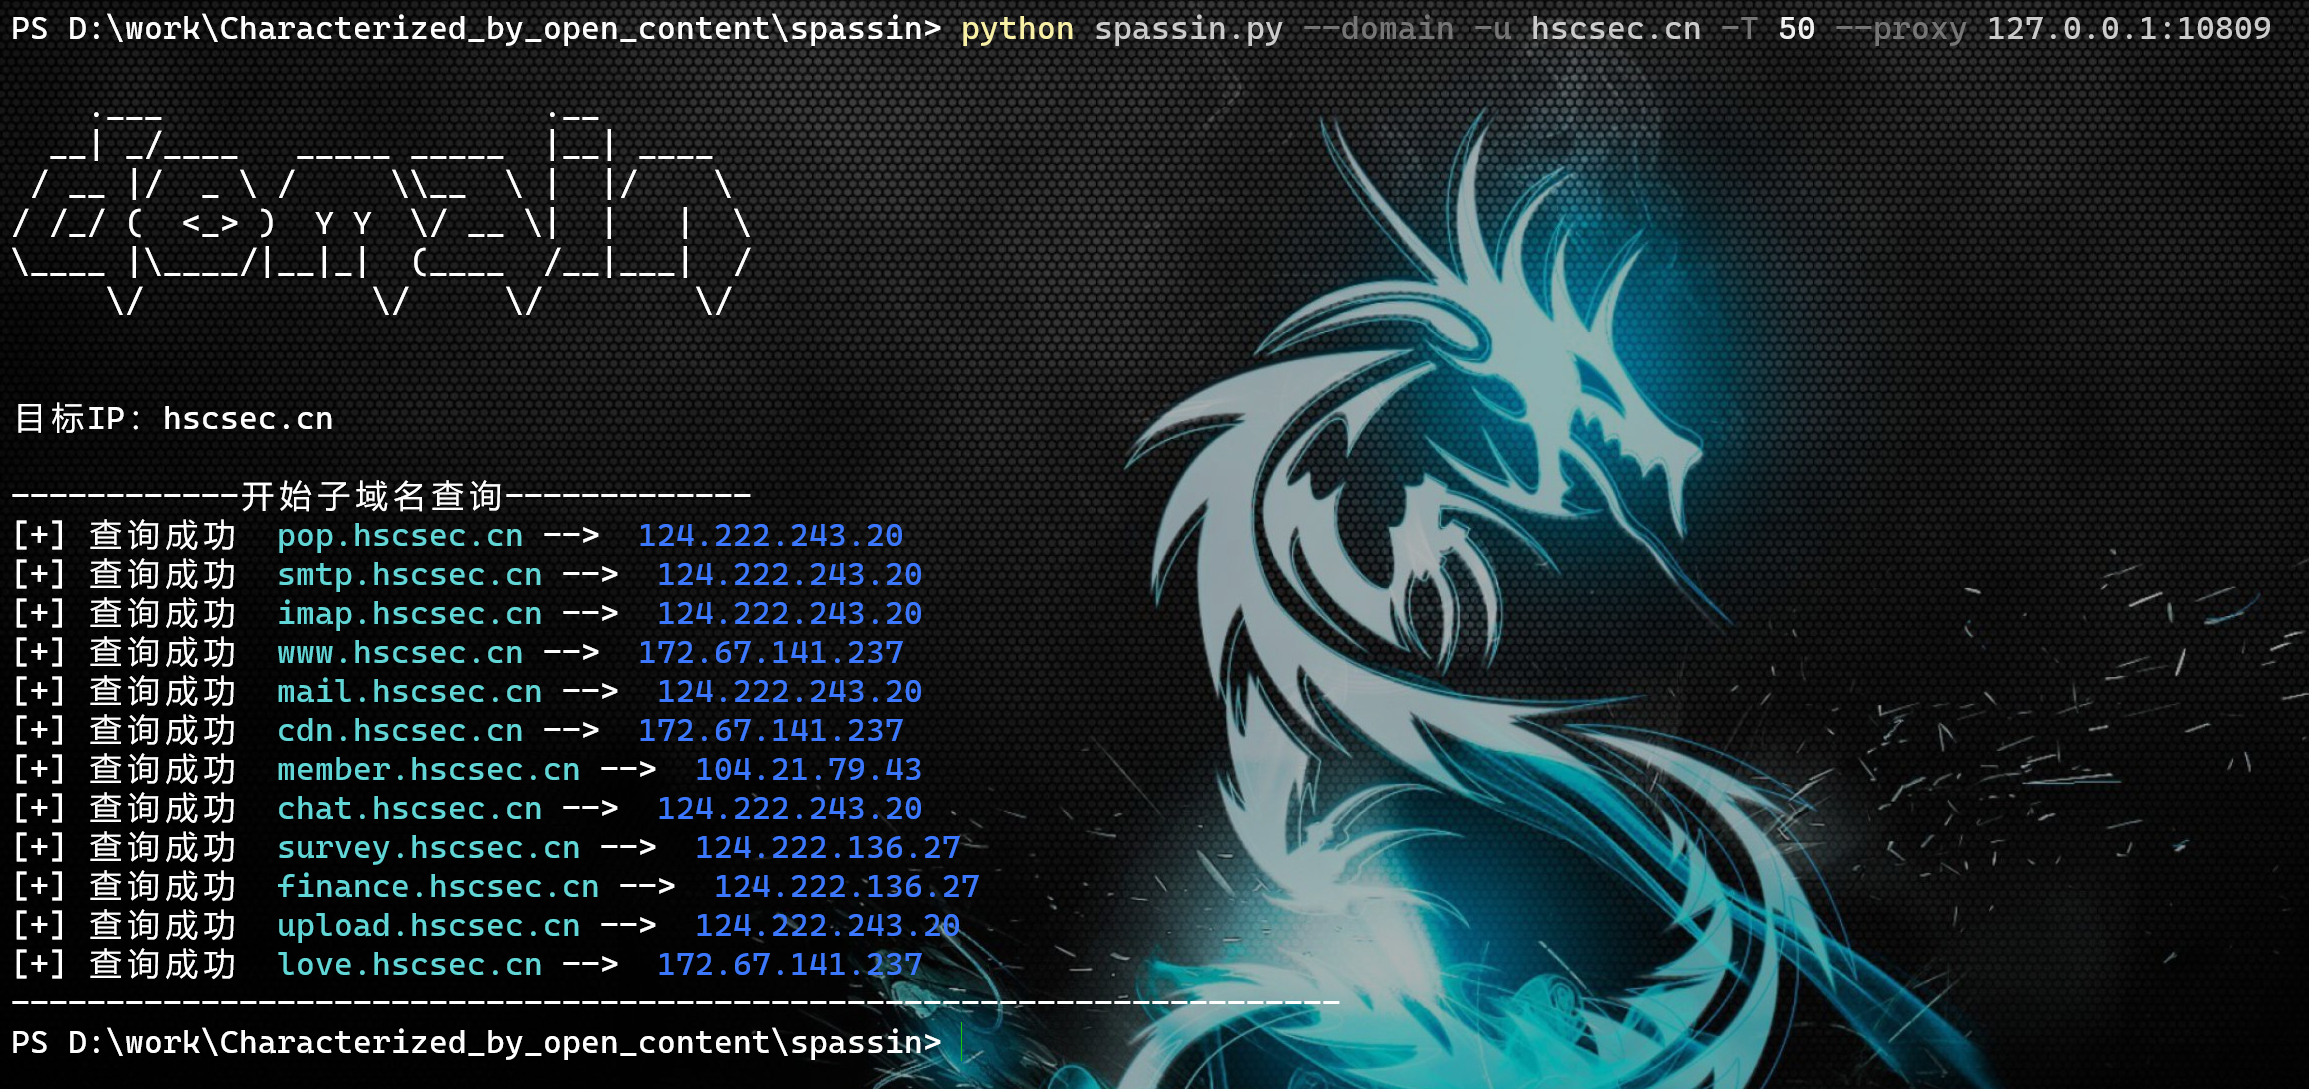 PS D:\work\Characterized_by_open_content\spassin> python spassin.py --domain -u hscsec.cn -T 50 --proxy 127.0.0.1:10809
    .___                    .__
  __| _/____   _____ _____  |__| ____
 / __ |/  _ \ /     \\__  \ |  |/    \
/ /_/ (  <_> )  Y Y  \/ __ \|  |   |  \
\____ |\____/|__|_|  (____  /__|___|  /
     \/            \/     \/        \/
目标IP: hscsec.cn
------------开始子域名查询-------------
[+] 查询成功  pop.hscsec.cn -->  124.222.243.20
[+] 查询成功  smtp.hscsec.cn -->  124.222.243.20
[+] 查询成功  imap.hscsec.cn -->  124.222.243.20
[+] 查询成功  www.hscsec.cn -->  172.67.141.237
[+] 查询成功  mail.hscsec.cn -->  124.222.243.20
[+] 查询成功  cdn.hscsec.cn -->  172.67.141.237
[+] 查询成功  member.hscsec.cn -->  104.21.79.43
[+] 查询成功  chat.hscsec.cn -->  124.222.243.20
[+] 查询成功  survey.hscsec.cn -->  124.222.136.27
[+] 查询成功  finance.hscsec.cn -->  124.222.136.27
[+] 查询成功  upload.hscsec.cn -->  124.222.243.20
[+] 查询成功  love.hscsec.cn -->  172.67.141.237
----------------------------------------------------------------------
PS D:\work\Characterized_by_open_content\spassin>